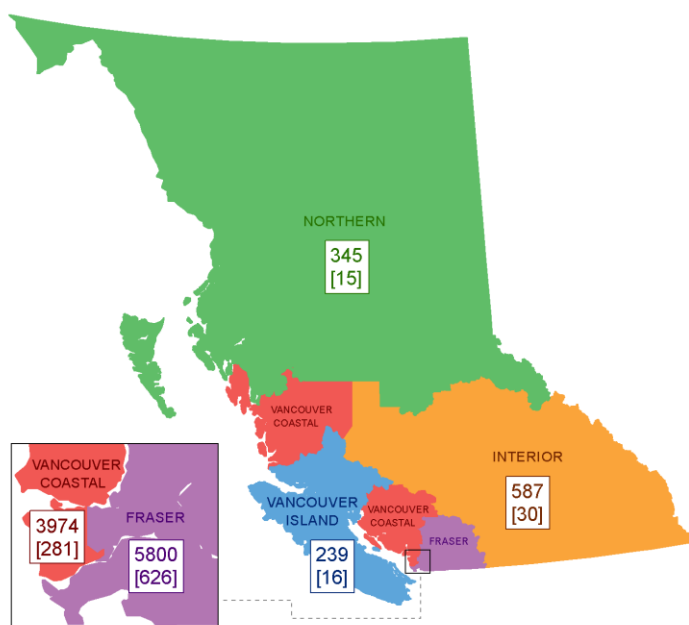 NORTHERN
345
[15]
VANCOUVER
COASTAL
INTERIOR
587
[30]
VANCOUVER
ISLAND
239
[16]
VANCOUVER
COASTAL
FRASER
VANCOUVER
COASTAL
3974
[281]
FRASER
5800
[626]